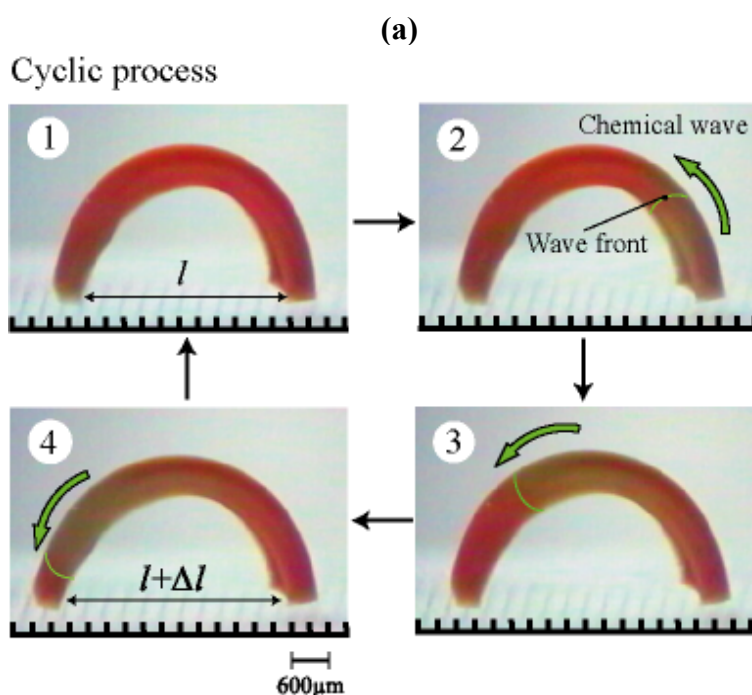 (a)
Cyclic process
1
l
2
Chemical wave
Wave front
4
l+Δl
3
600µm